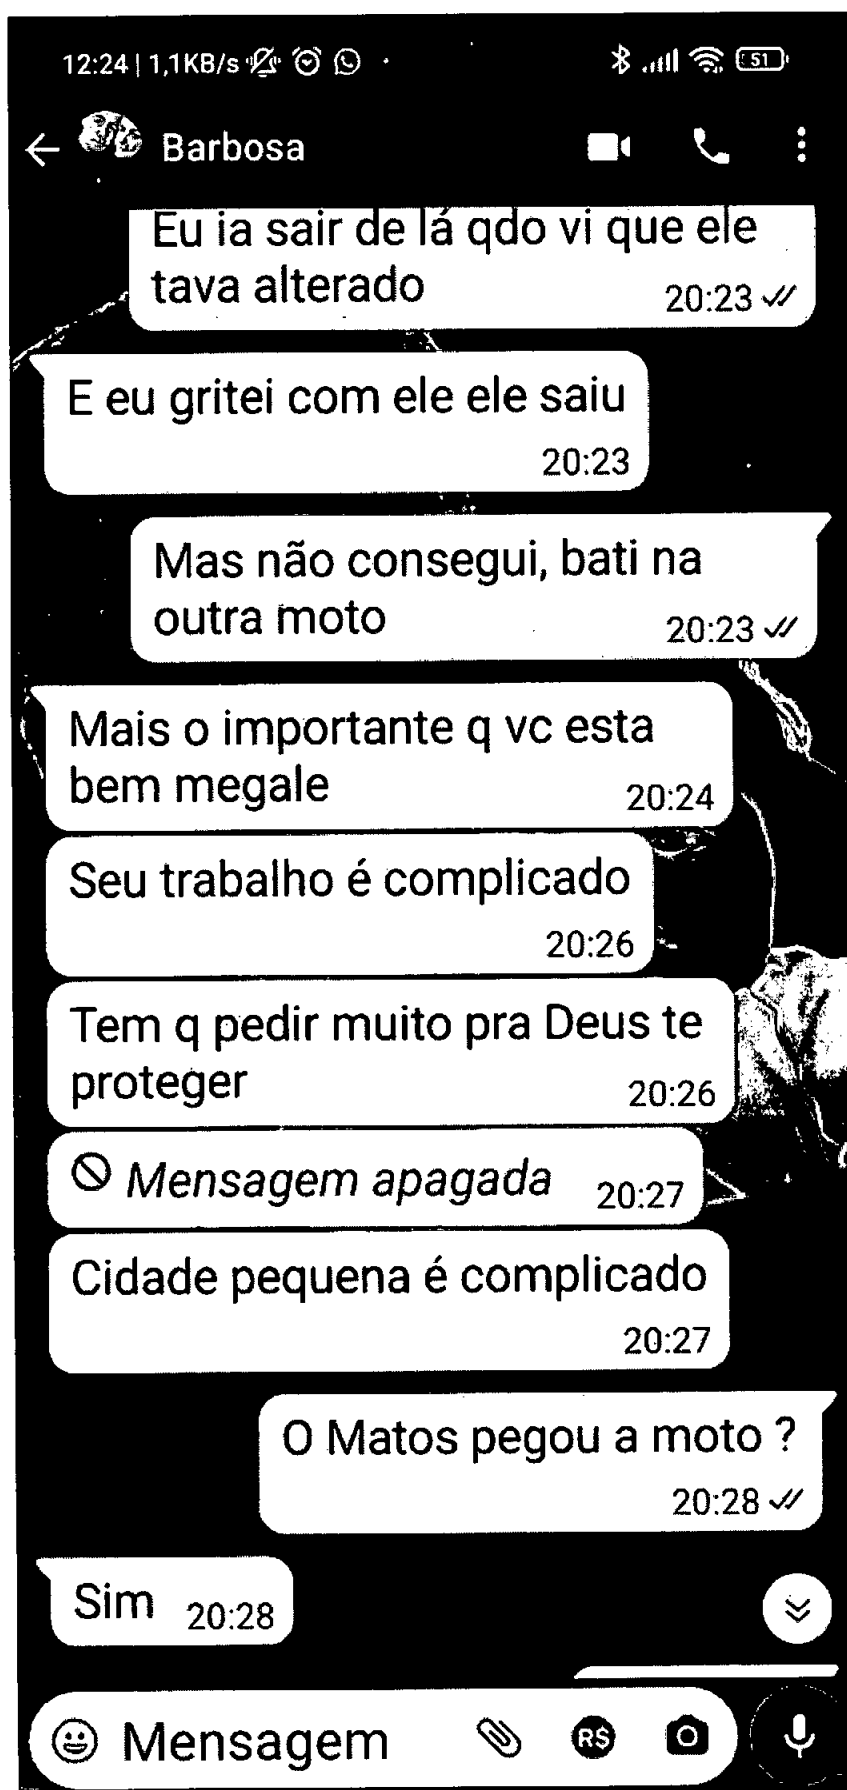 12:24 | 1,1KB/s 51
Barbosa
Eu ia sair de lá qdo vi que ele
tava alterado 20:23
E eu gritei com ele ele saiu
20:23
Mas não consegui, bati na
outra moto 20:23
Mais o importante q vc esta
bem megale 20:24
Seu trabalho é complicado
20:26
Tem q pedir muito pra Deus te
proteger 20:26
Mensagem apagada 20:27
Cidade pequena é complicado
20:27
O Matos pegou a moto ?
20:28
Sim 20:28
Mensagem R$